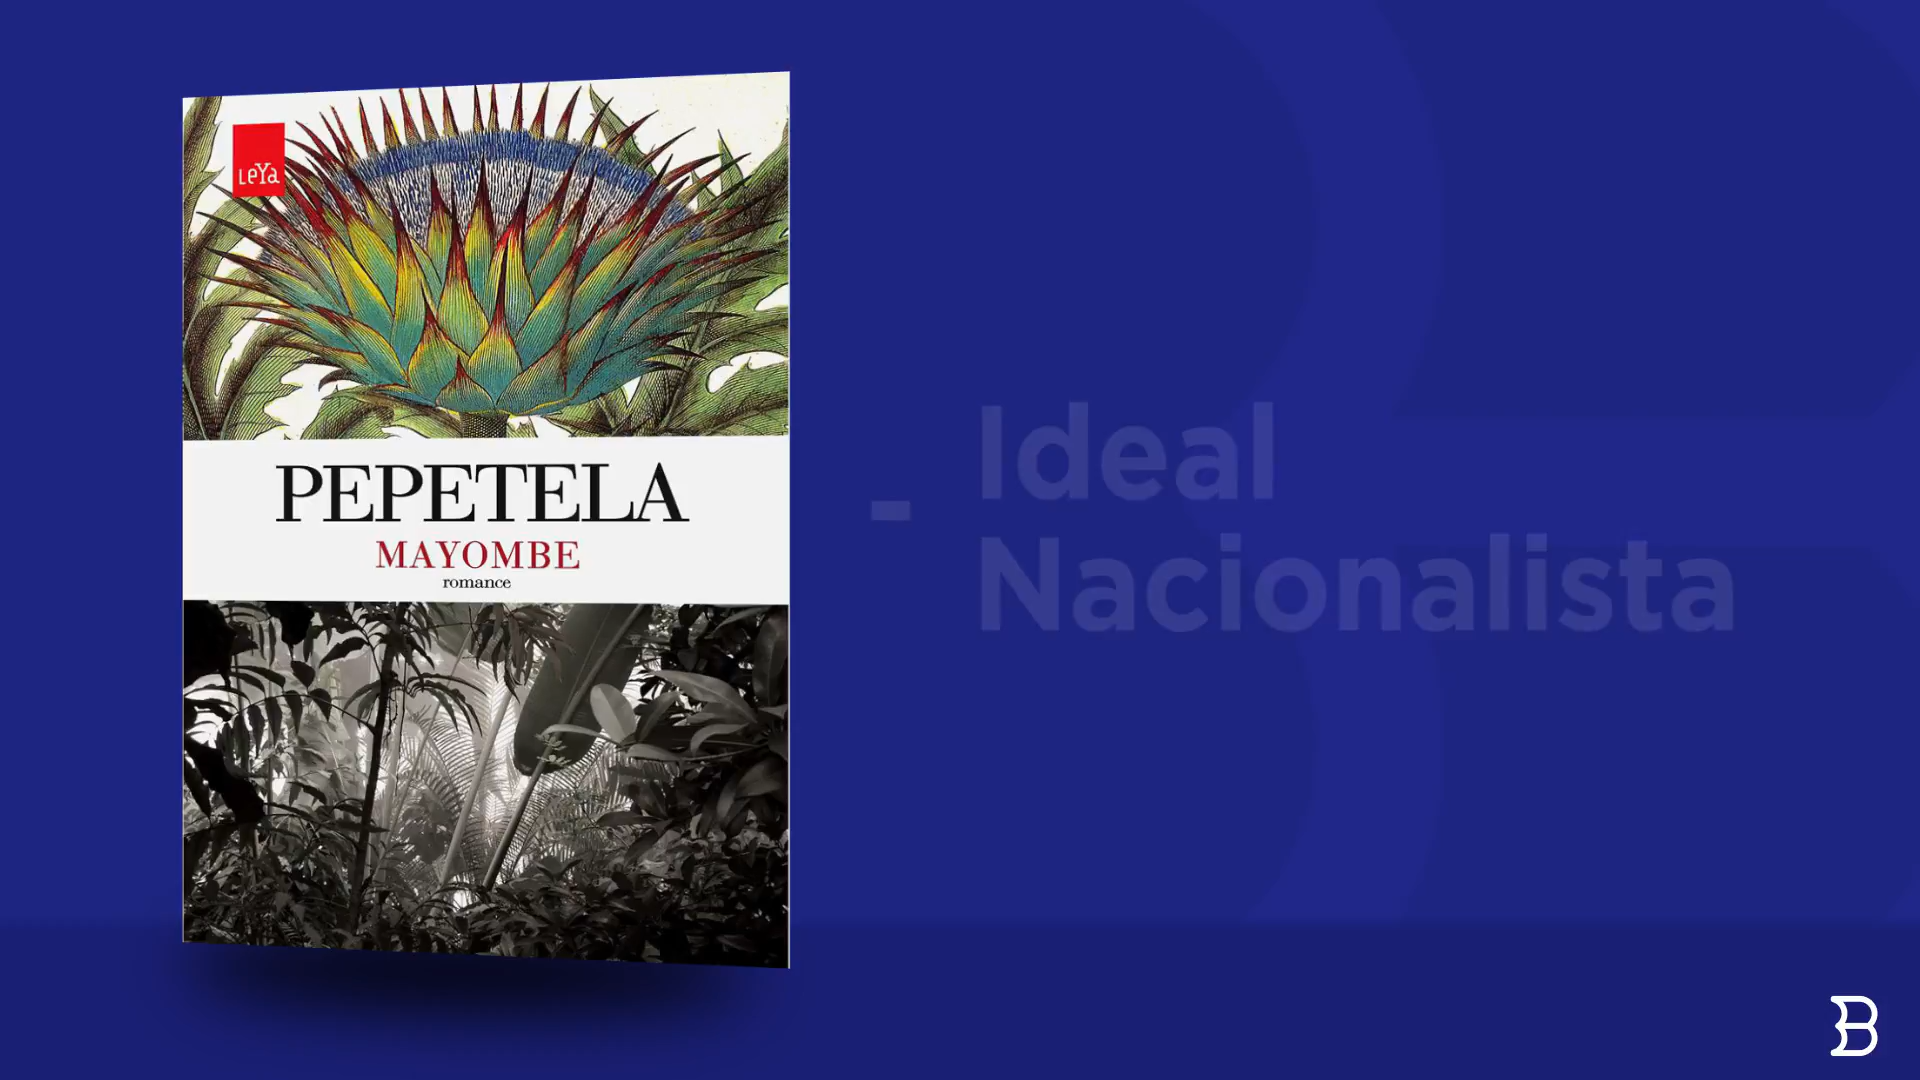 LeYa
PEPETELA
MAYOMBE
romance
- Ideal
Nacionalista
B